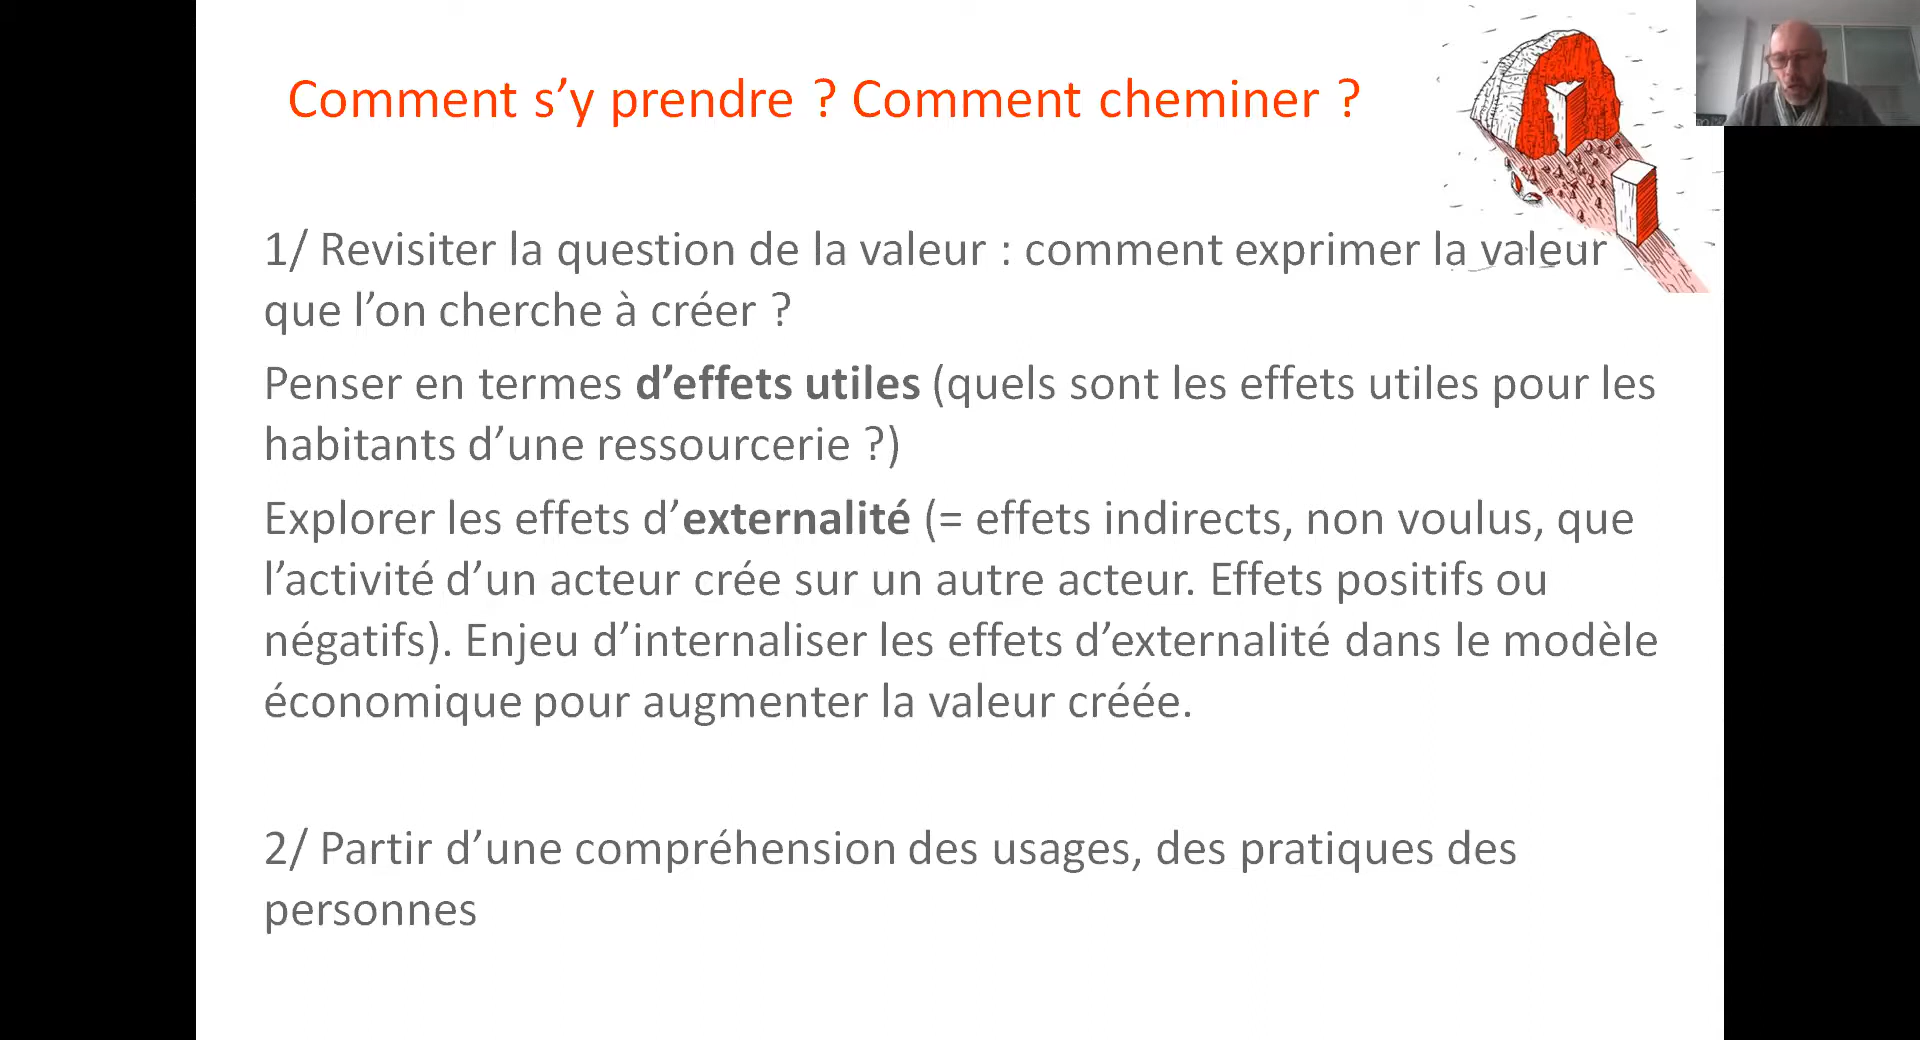 Comment s’y prendre ? Comment cheminer ?
1/ Revisiter la question de la valeur : comment exprimer la valeur
que l’on cherche à créer ?
Penser en termes d’effets utiles (quels sont les effets utiles pour les
habitants d’une ressourcerie ?)
Explorer les effets d’externalité (= effets indirects, non voulus, que
l’activité d’un acteur crée sur un autre acteur. Effets positifs ou
négatifs). Enjeu d’internaliser les effets d’externalité dans le modèle
économique pour augmenter la valeur créée.
2/ Partir d’une compréhension des usages, des pratiques des
personnes